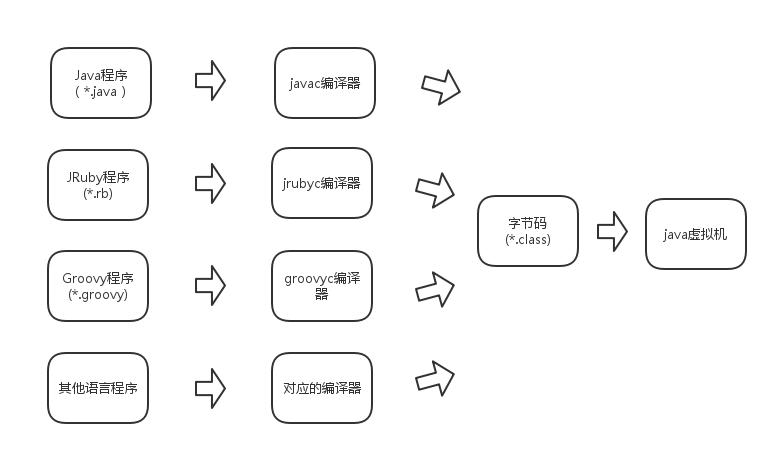 Java程序
( *.java )
javac编译器
JRuby程序
(*.rb)
jrubyc编译器
字节码
(*.class)
java虚拟机
Groovy程序
(*.groovy)
groovyc编译
器
其他语言程序
对应的编译器